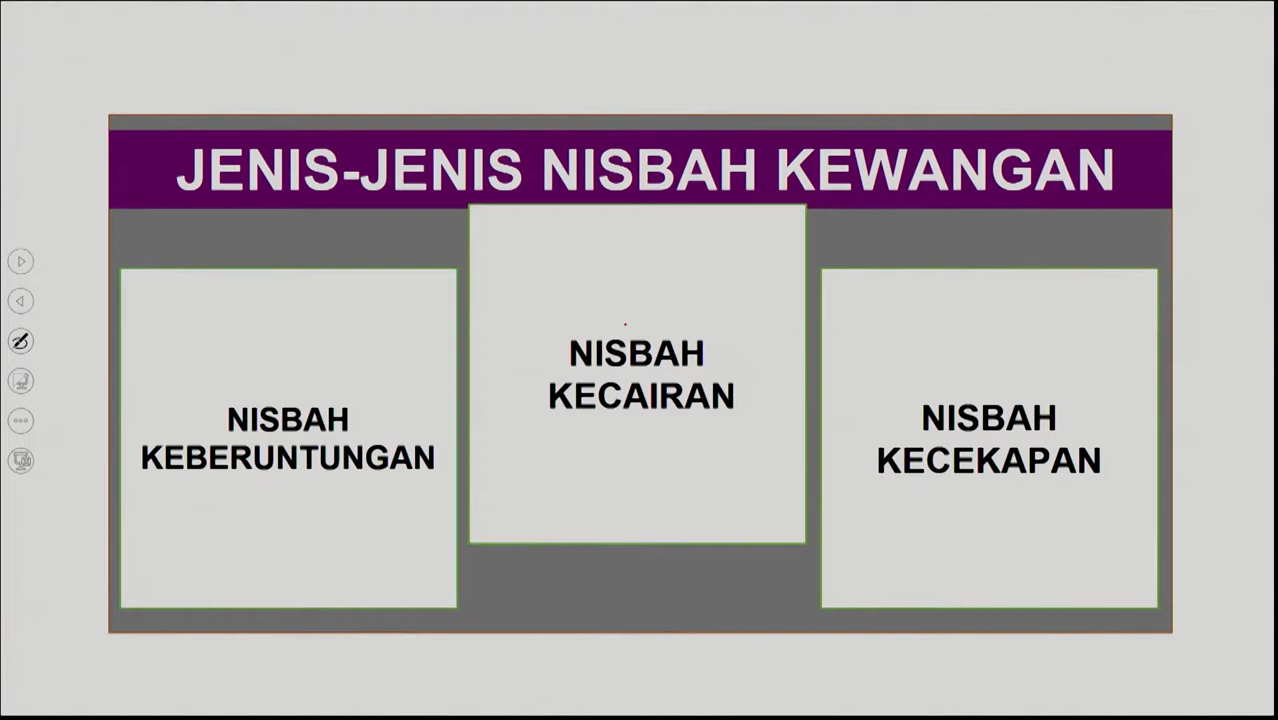 JENIS-JENIS NISBAH KEWANGAN
NISBAH
KEBERUNTUNGAN
NISBAH
KECAIRAN
NISBAH
KECEKAPAN